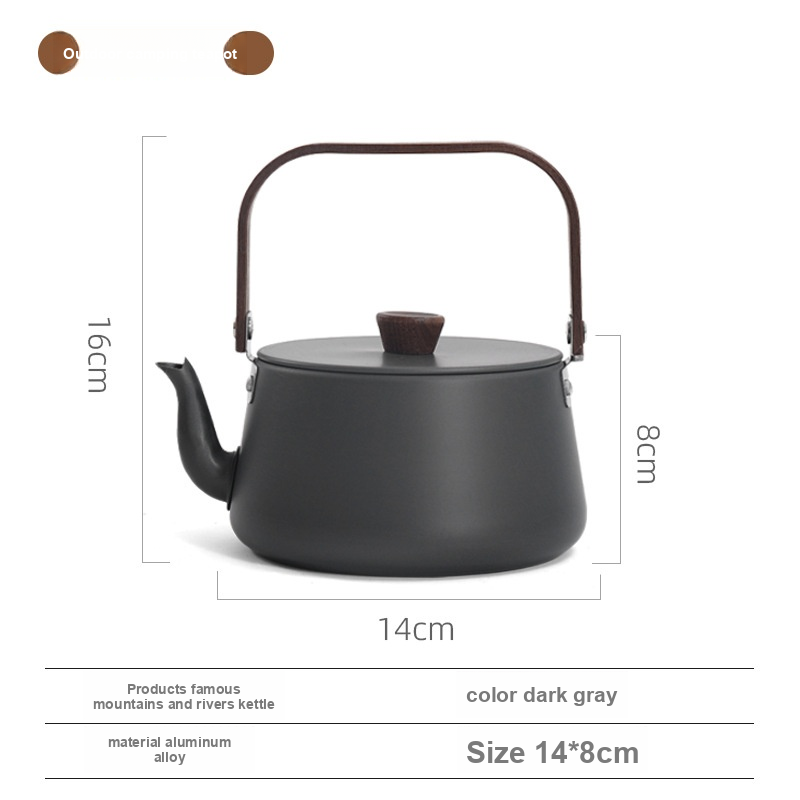 16cm
8cm
14cm
Products famous
mountains and rivers kettle
color dark gray
material aluminum
alloy
Size 14*8cm